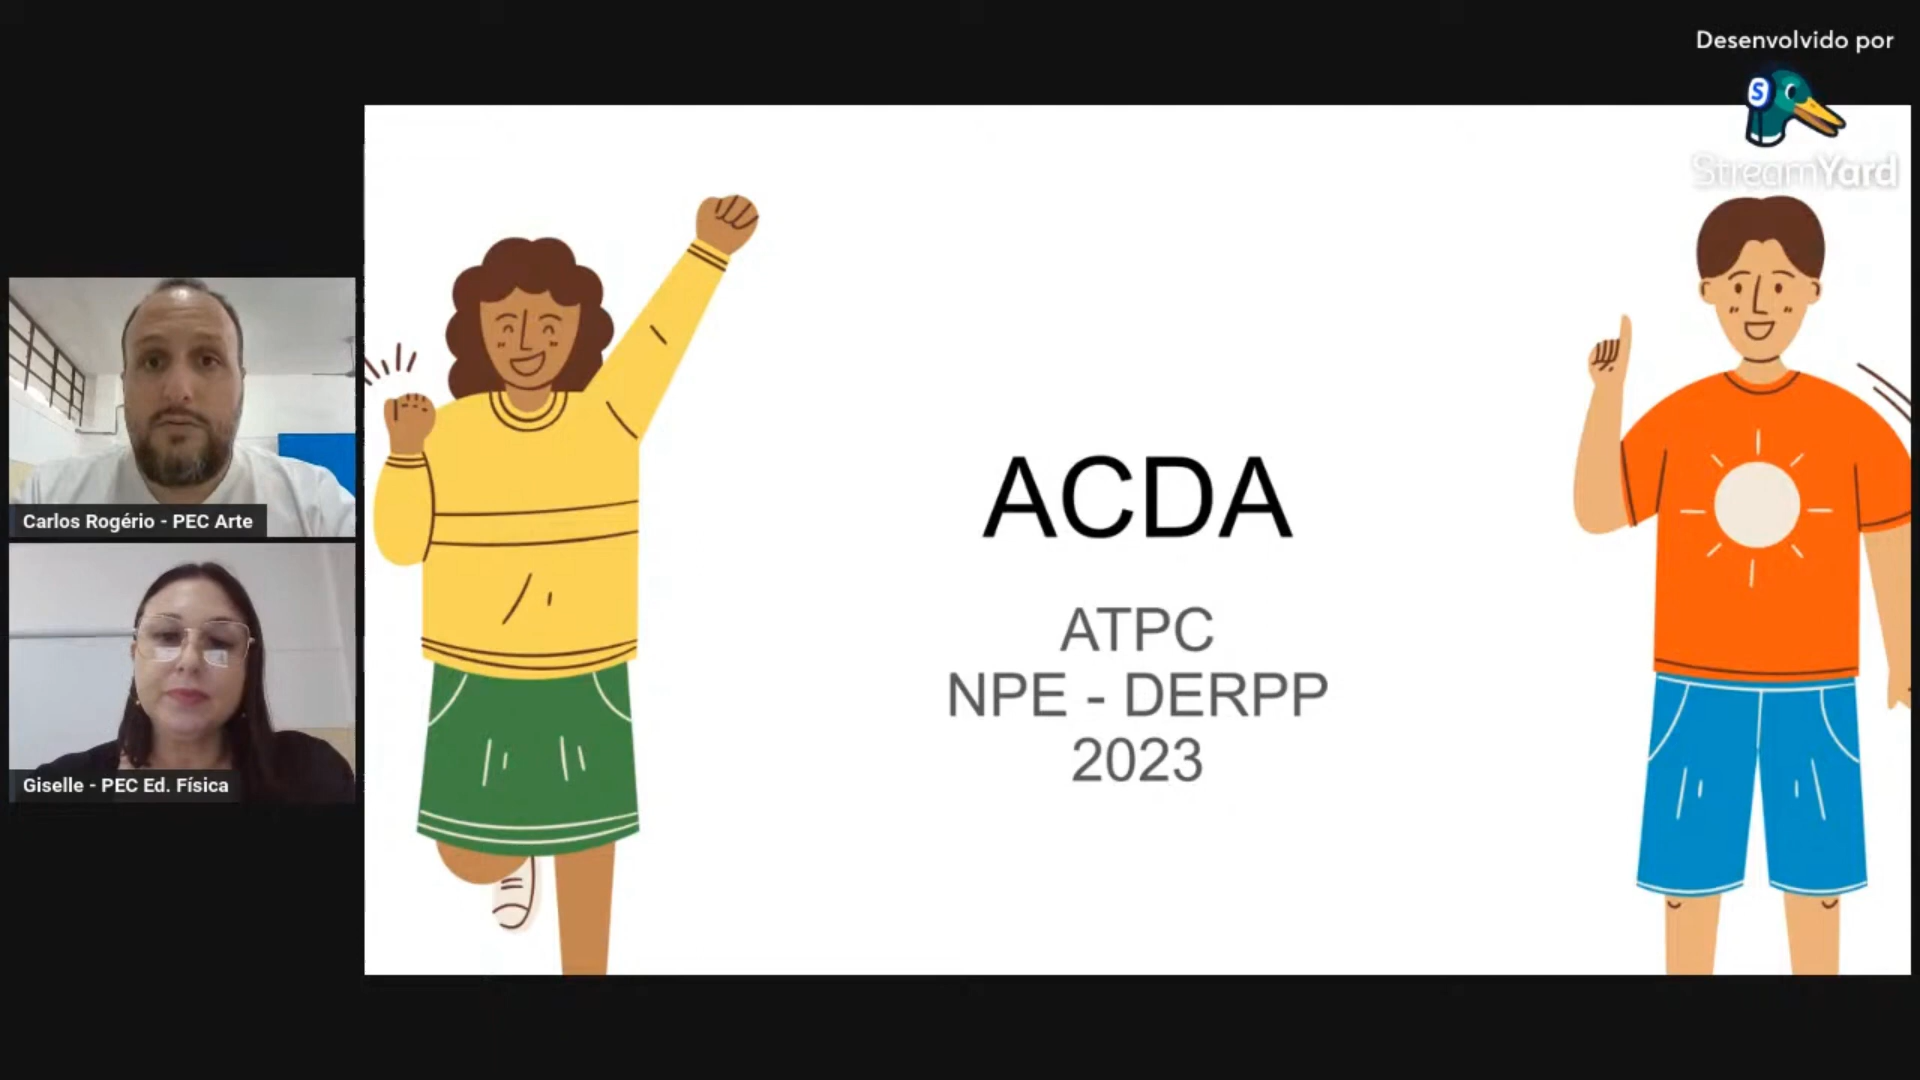 Desenvolvido por
S
StreamYard
ACDA
ATPC
NPE - DERPP
2023
Carlos Rogério - PEC Arte
Giselle - PEC Ed. Física